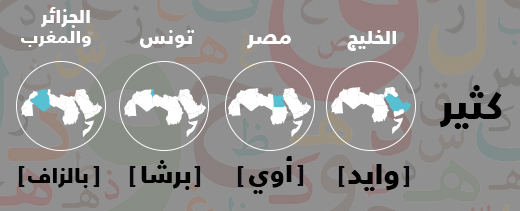 الخليج
مصر
تونس
الجزائر
والمغرب
كثير
[وايد]
[أوي]
[برشا]
[بالزاف]